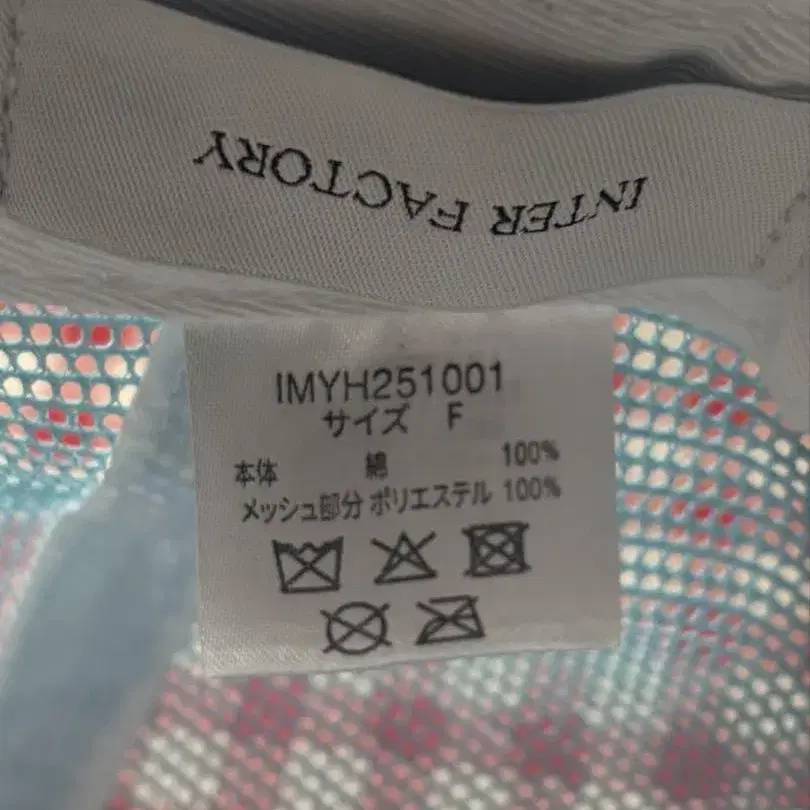 INTER FACTORY
IMYH251001
サイズ F
本体 綿 100%
メッシュ部分 ポリエステル 100%